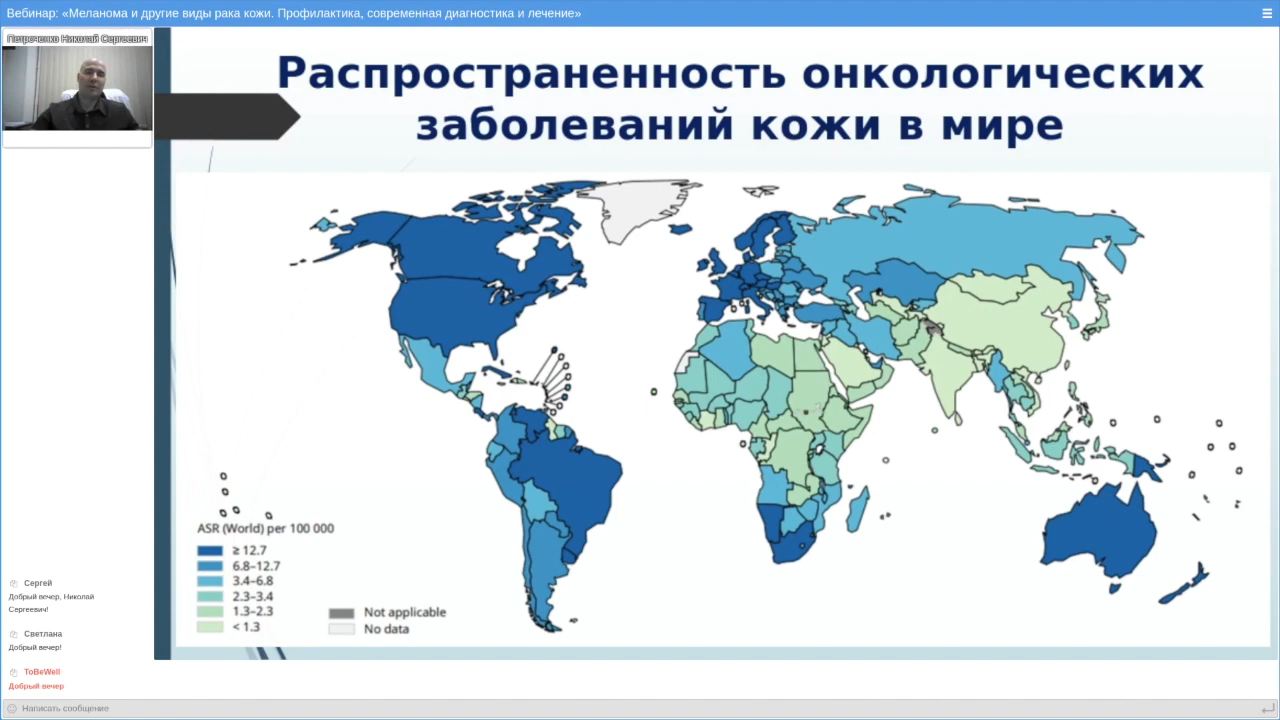 Вебинар: «Меланома и другие виды рака кожи. Профилактика, современная диагностика и лечение»
Петроченко Николай Сергеевич
Распространенность онкологических
заболеваний кожи в мире
ASR (World) per 100 000
≥ 12.7
6.8–12.7
3.4–6.8
2.3–3.4
1.3–2.3
< 1.3
Not applicable
No data
Сергей
Добрый вечер, Николай
Сергеевич!
Светлана
Добрый вечер!
ToBeWell
Добрый вечер
Написать сообщение